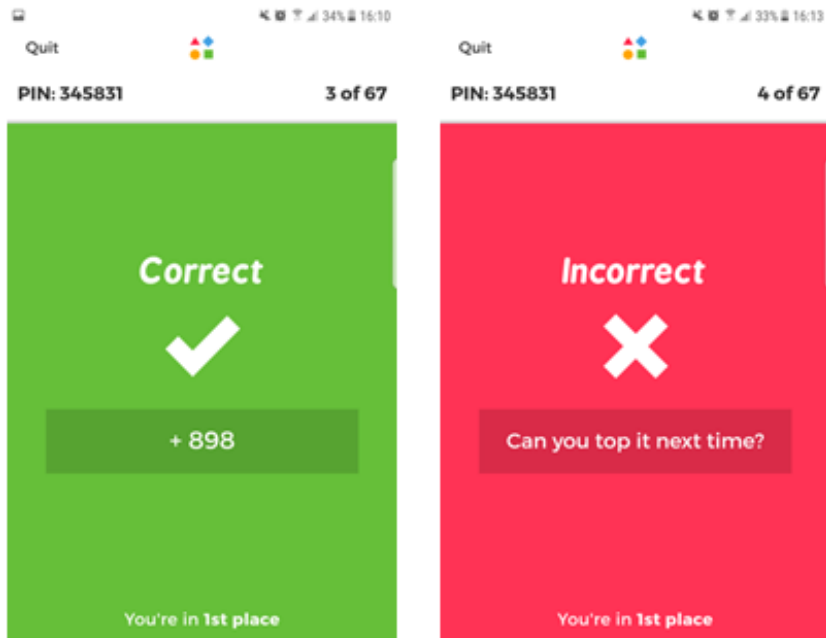 34% 16:10
Quit
PIN: 345831 3 of 67
Correct
+ 898
You're in 1st place
33% 16:13
Quit
PIN: 345831 4 of 67
Incorrect
Can you top it next time?
You're in 1st place